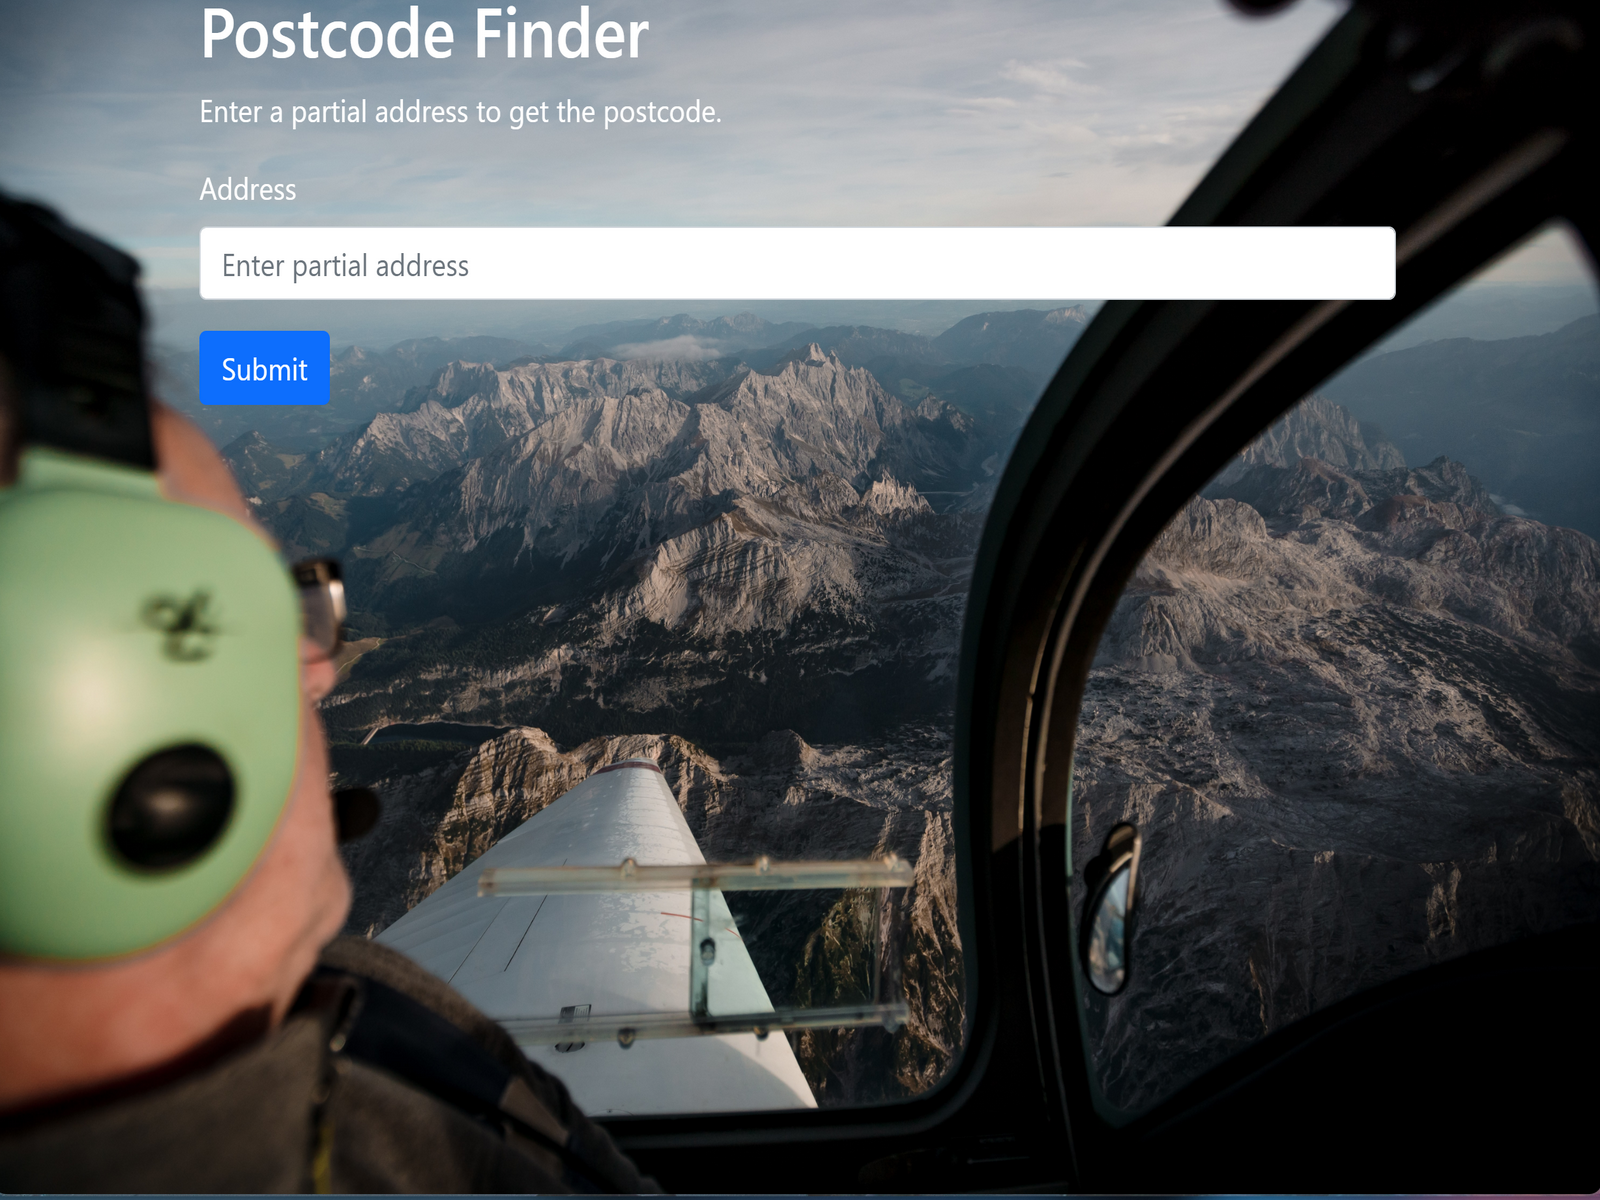 Postcode Finder
Enter a partial address to get the postcode.
Address
Enter partial address
Submit